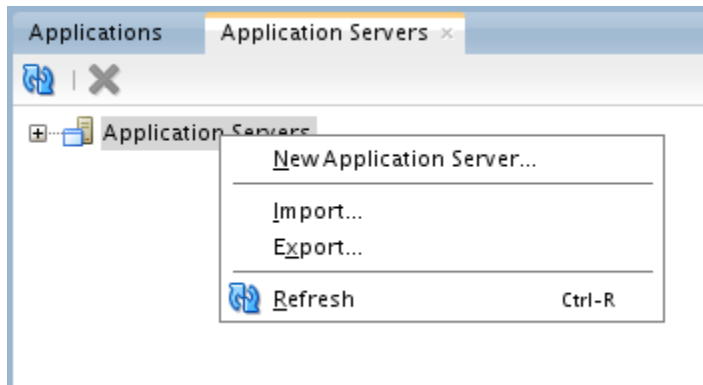 Applications
Application Servers
Application Servers
New Application Server...
Import...
Export...
Refresh Ctrl-R